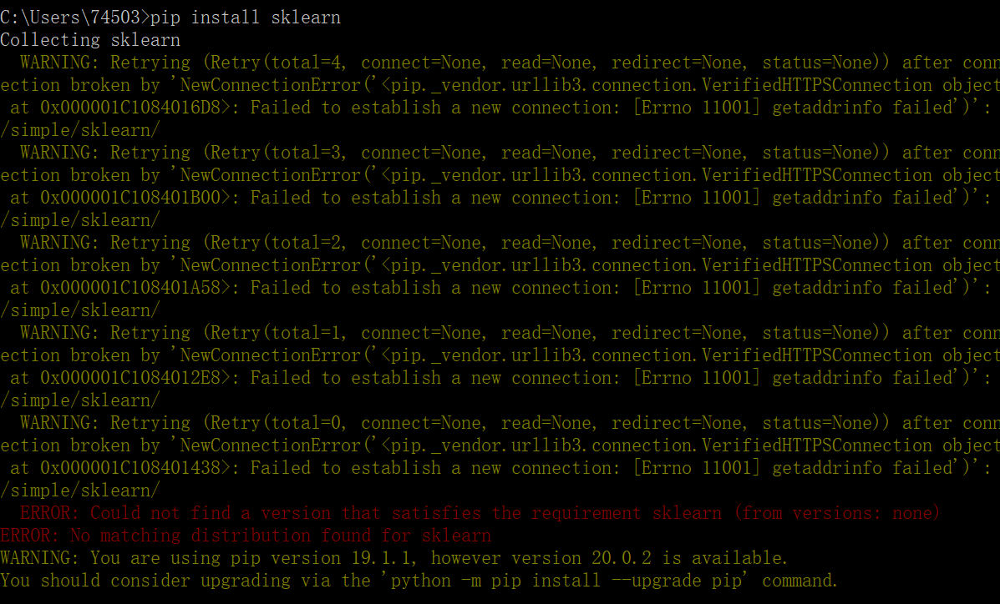 C:\Users\74503>pip install sklearn
Collecting sklearn
  WARNING: Retrying (Retry(total=4, connect=None, read=None, redirect=None, status=None)) after conn
ection broken by 'NewConnectionError('<pip._vendor.urllib3.connection.VerifiedHTTPSConnection object
 at 0x000001C1084016D8>: Failed to establish a new connection: [Errno 11001] getaddrinfo failed')':
/simple/sklearn/
  WARNING: Retrying (Retry(total=3, connect=None, read=None, redirect=None, status=None)) after conn
ection broken by 'NewConnectionError('<pip._vendor.urllib3.connection.VerifiedHTTPSConnection object
 at 0x000001C108401B00>: Failed to establish a new connection: [Errno 11001] getaddrinfo failed')':
/simple/sklearn/
  WARNING: Retrying (Retry(total=2, connect=None, read=None, redirect=None, status=None)) after conn
ection broken by 'NewConnectionError('<pip._vendor.urllib3.connection.VerifiedHTTPSConnection object
 at 0x000001C108401A58>: Failed to establish a new connection: [Errno 11001] getaddrinfo failed')':
/simple/sklearn/
  WARNING: Retrying (Retry(total=1, connect=None, read=None, redirect=None, status=None)) after conn
ection broken by 'NewConnectionError('<pip._vendor.urllib3.connection.VerifiedHTTPSConnection object
 at 0x000001C1084012E8>: Failed to establish a new connection: [Errno 11001] getaddrinfo failed')':
/simple/sklearn/
  WARNING: Retrying (Retry(total=0, connect=None, read=None, redirect=None, status=None)) after conn
ection broken by 'NewConnectionError('<pip._vendor.urllib3.connection.VerifiedHTTPSConnection object
 at 0x000001C108401438>: Failed to establish a new connection: [Errno 11001] getaddrinfo failed')':
/simple/sklearn/
  ERROR: Could not find a version that satisfies the requirement sklearn (from versions: none)
ERROR: No matching distribution found for sklearn
WARNING: You are using pip version 19.1.1, however version 20.0.2 is available.
You should consider upgrading via the 'python -m pip install --upgrade pip' command.